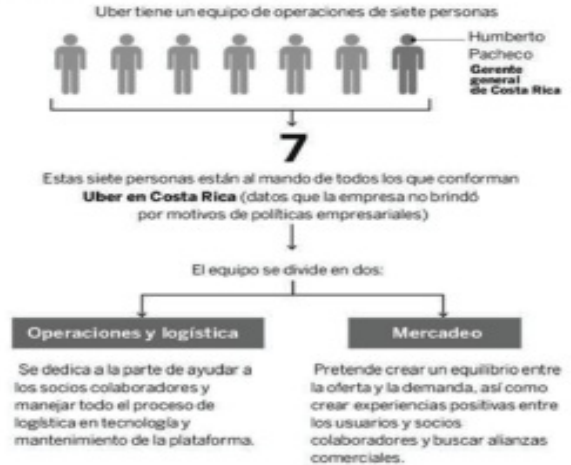 Uber tiene un equipo de operaciones de siete personas
Humberto
Pacheco
Gerente
general
de Costa Rica
7
Estas siete personas están al mando de todos los que conforman
Uber en Costa Rica (datos que la empresa no brindó
por motivos de políticas empresariales)
El equipo se divide en dos:
Operaciones y logística
Se dedica a la parte de ayudar a
los socios colaboradores y
manejar todo el proceso de
logística en tecnología y
mantenimiento de la plataforma.
Mercadeo
Pretende crear un equilibrio entre
la oferta y la demanda, así como
crear experiencias positivas entre
los usuarios y socios
colaboradores y buscar alianzas
comerciales.